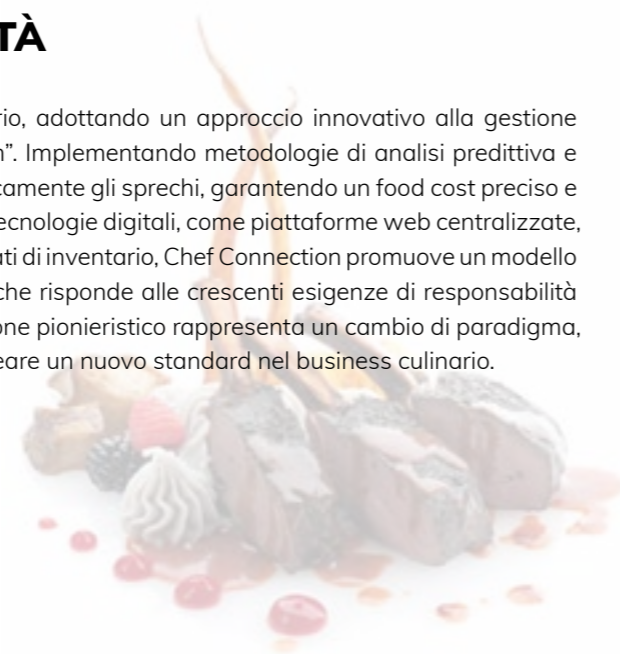 TÀ
rio, adottando un approccio innovativo alla gestione
n”. Implementando metodologie di analisi predittiva e
camente gli sprechi, garantendo un food cost preciso e
ecnologie digitali, come piattaforme web centralizzate,
ati di inventario, Chef Connection promuove un modello
che risponde alle crescenti esigenze di responsabilità
one pionieristico rappresenta un cambio di paradigma,
eare un nuovo standard nel business culinario.